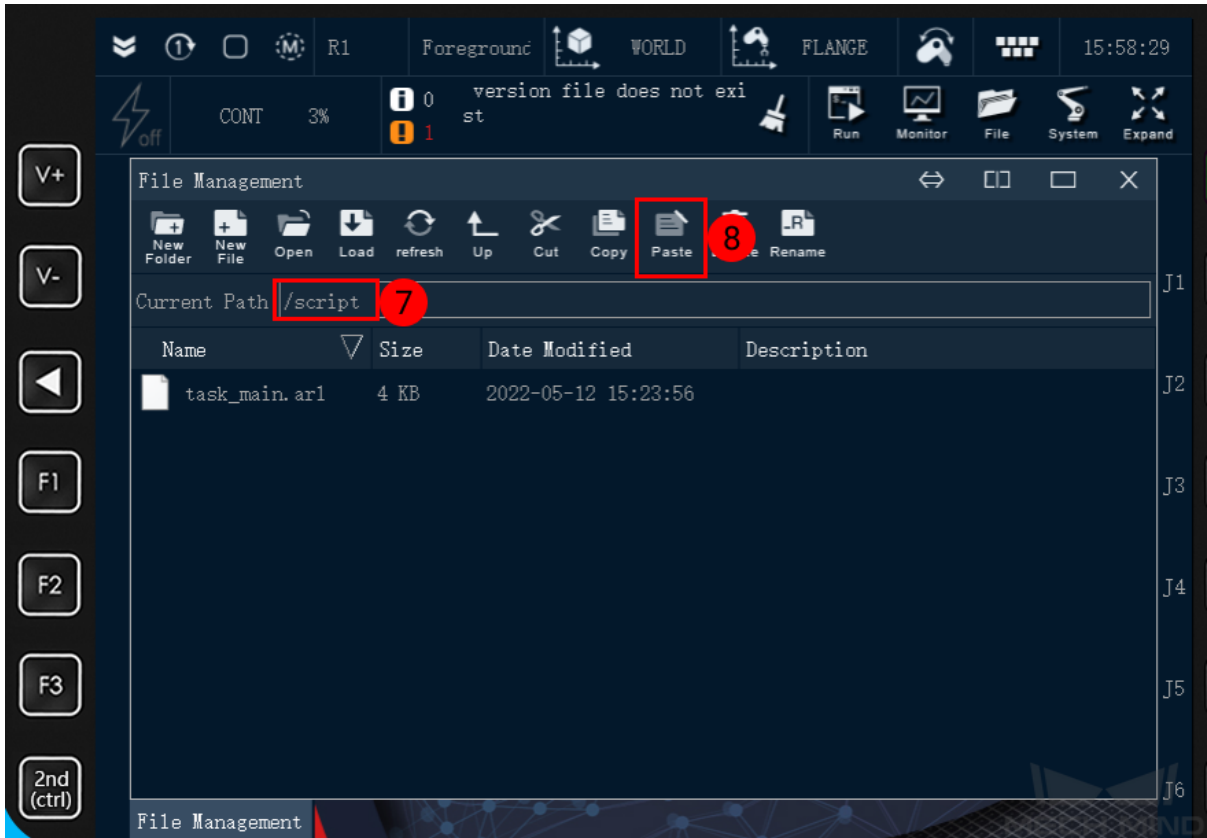 1 M R1 Foreground WORLD FLANGE 15:58:29
off CONT 3% i 0 version file does not exi
st
! 1
Run Monitor File System Expand
V+
V-
F1
F2
F3
2nd
(ctrl)
File Management
New
Folder
New
File
Open Load refresh Up Cut Copy Paste 8 e Rename
Current Path /script 7
Name Size Date Modified Description
task_main.arl 4 KB 2022-05-12 15:23:56
J1
J2
J3
J4
J5
J6
File Management